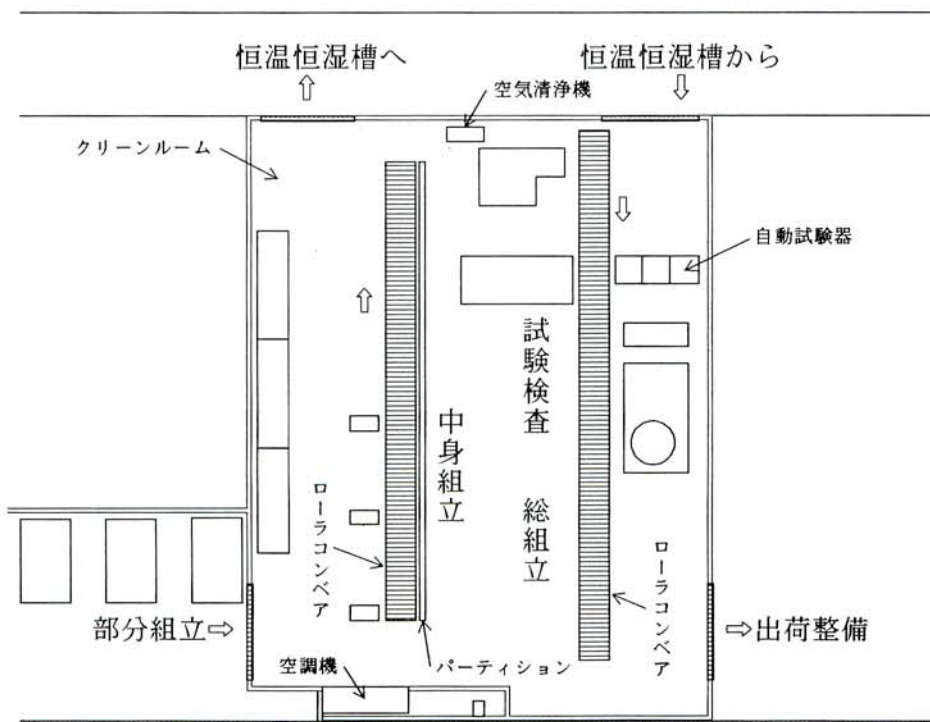 恒温恒湿槽へ
恒温恒湿槽から
空気清浄機
クリーンルーム
自動試験器
試験検査
総組立
中身組立
ローラコンベア
ローラコンベア
部分組立
出荷整備
空調機
パーティション